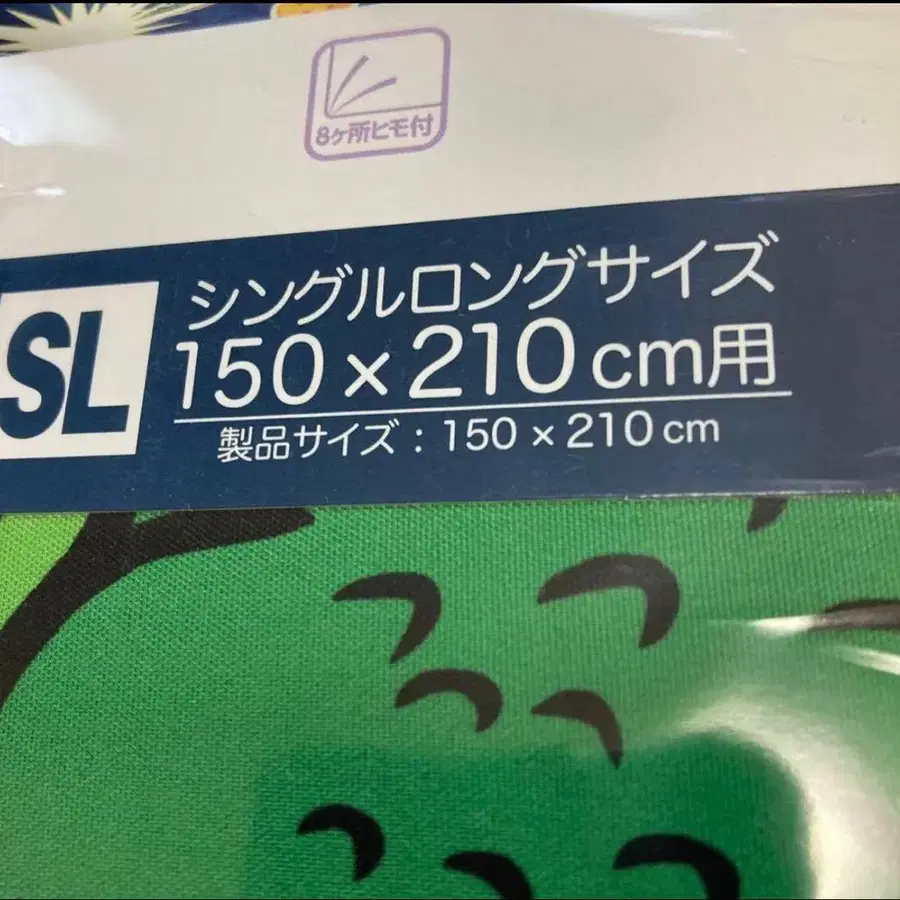 8ヶ所ヒモ付
SL
シングルロングサイズ
150×210cm用
製品サイズ：150×210cm